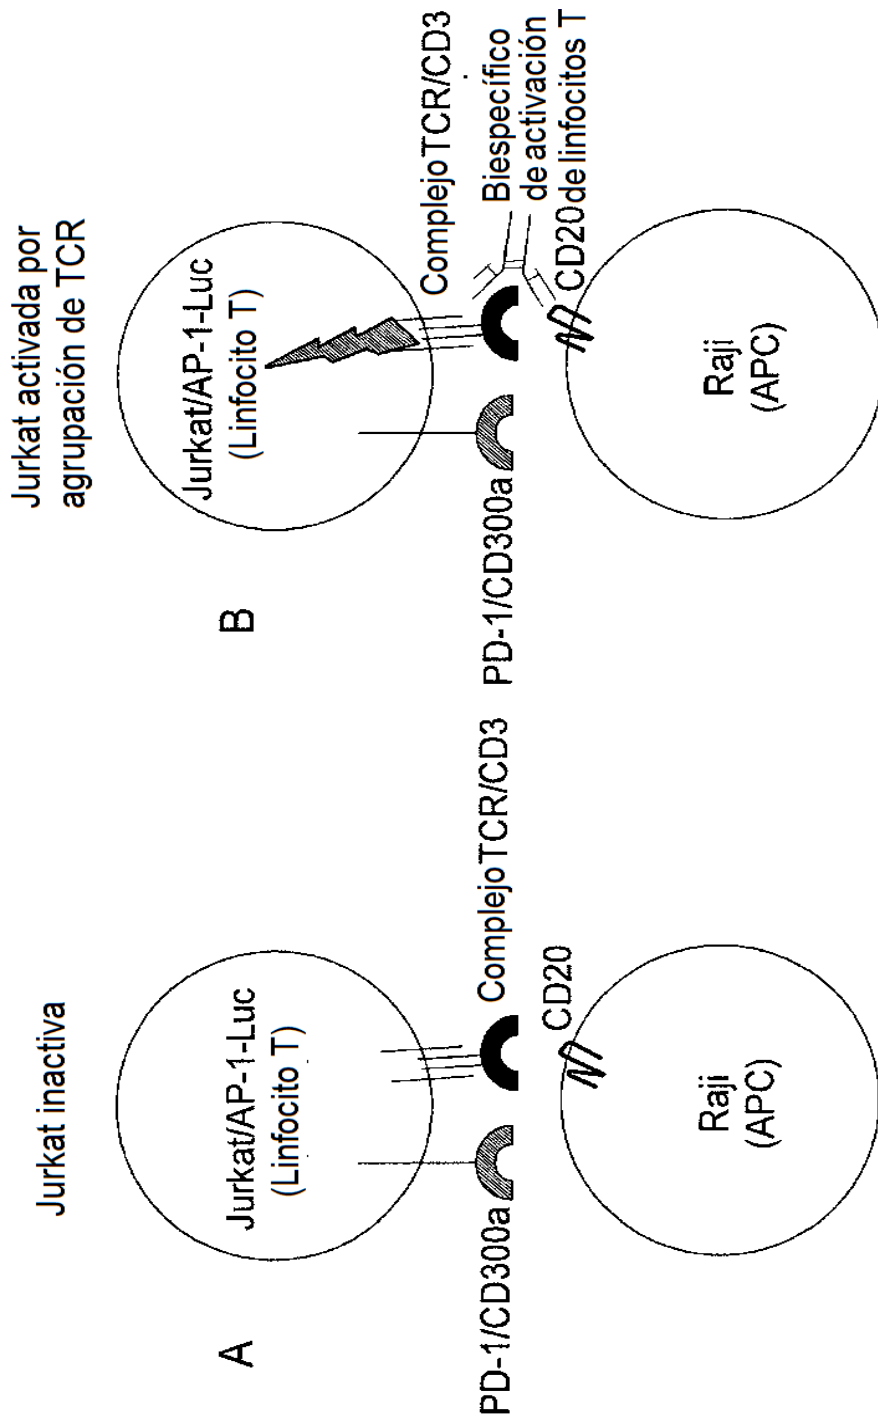 A
Jurkat inactiva
Jurkat/AP-1-Luc
(Linfocito T)
PD-1/CD300a
Complejo TCR/CD3
CD20
Raji
(APC)
B
Jurkat activada por
agrupación de TCR
Jurkat/AP-1-Luc
(Linfocito T)
PD-1/CD300a
Complejo TCR/CD3
Biespecífico
de activación
de linfocitos T
CD20
Raji
(APC)